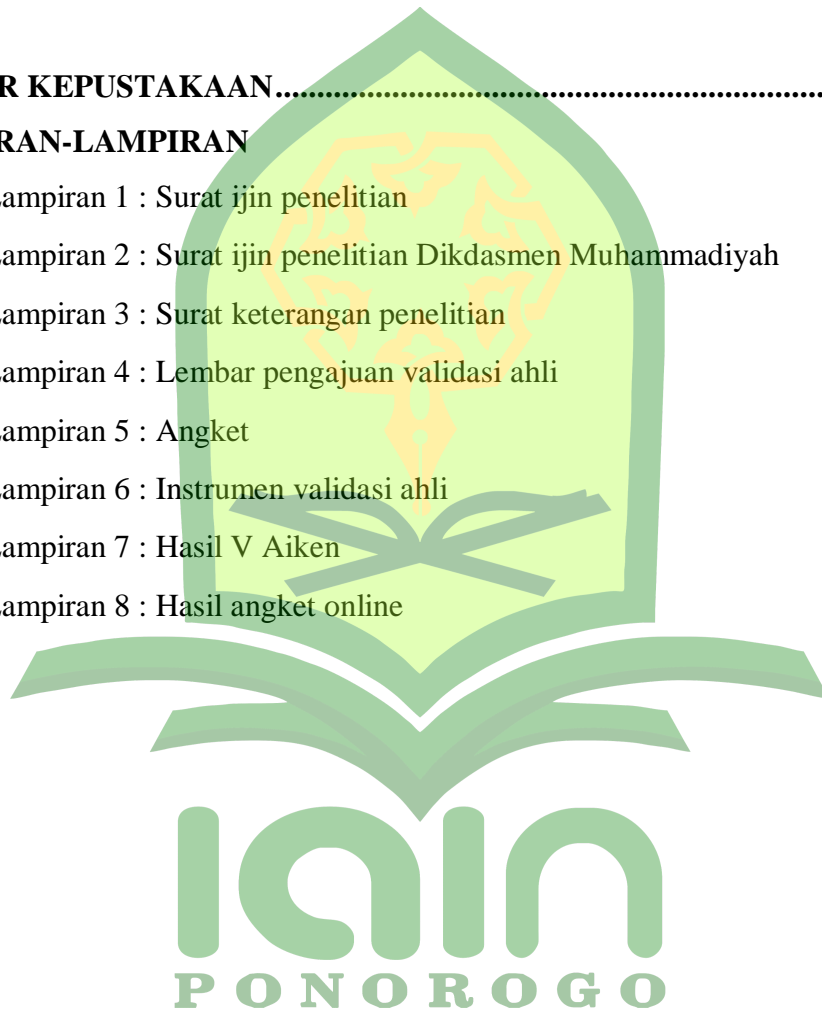 R KEPUSTAKAAN..............................................................................
RAN-LAMPIRAN
ampiran 1 : Surat ijin penelitian
ampiran 2 : Surat ijin penelitian Dikdasmen Muhammadiyah
ampiran 3 : Surat keterangan penelitian
ampiran 4 : Lembar pengajuan validasi ahli
ampiran 5 : Angket
ampiran 6 : Instrumen validasi ahli
ampiran 7 : Hasil V Aiken
ampiran 8 : Hasil angket online
iain
PONOROGO